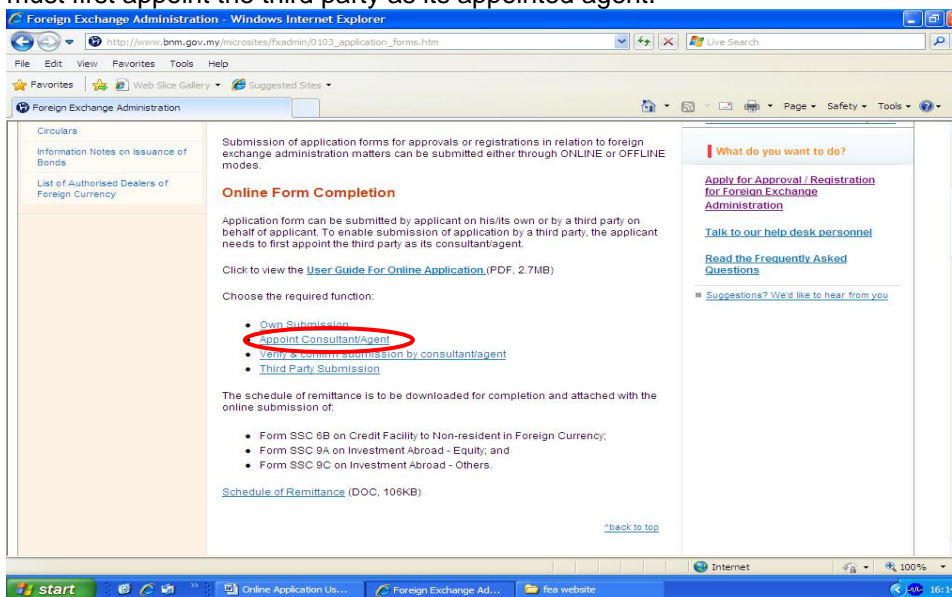 must first appoint the third party as its appointed agent.
Foreign Exchange Administration - Windows Internet Explorer
http://www.bnm.gov.my/microsites/fxadmin/0103_application_forms.htm
Live Search
File Edit View Favorites Tools Help
Favorites Web Slice Gallery Suggested Sites
Foreign Exchange Administration
Page Safety Tools
Circulars
Information Notes on Issuance of
Bonds
List of Authorised Dealers of
Foreign Currency
Submission of application forms for approvals or registrations in relation to foreign
exchange administration matters can be submitted either through ONLINE or OFFLINE
modes.
Online Form Completion
Application form can be submitted by applicant on his/its own or by a third party on
behalf of applicant. To enable submission of application by a third party, the applicant
needs to first appoint the third party as its consultant/agent.
Click to view the User Guide For Online Application (PDF, 2.7MB)
Choose the required function:
Own Submission
Appoint Consultant/Agent
Verify & confirm submission by consultant/agent
Third Party Submission
The schedule of remittance is to be downloaded for completion and attached with the
online submission of:
Form SSC 6B on Credit Facility to Non-resident in Foreign Currency;
Form SSC 9A on Investment Abroad - Equity; and
Form SSC 9C on Investment Abroad - Others.
Schedule of Remittance (DOC, 106KB)
^back to top
What do you want to do?
Apply for Approval / Registration
for Foreign Exchange
Administration
Talk to our help desk personnel
Read the Frequently Asked
Questions
Suggestions? We'd like to hear from you
Internet
100%
start
Online Application Us...
Foreign Exchange Ad...
fea website